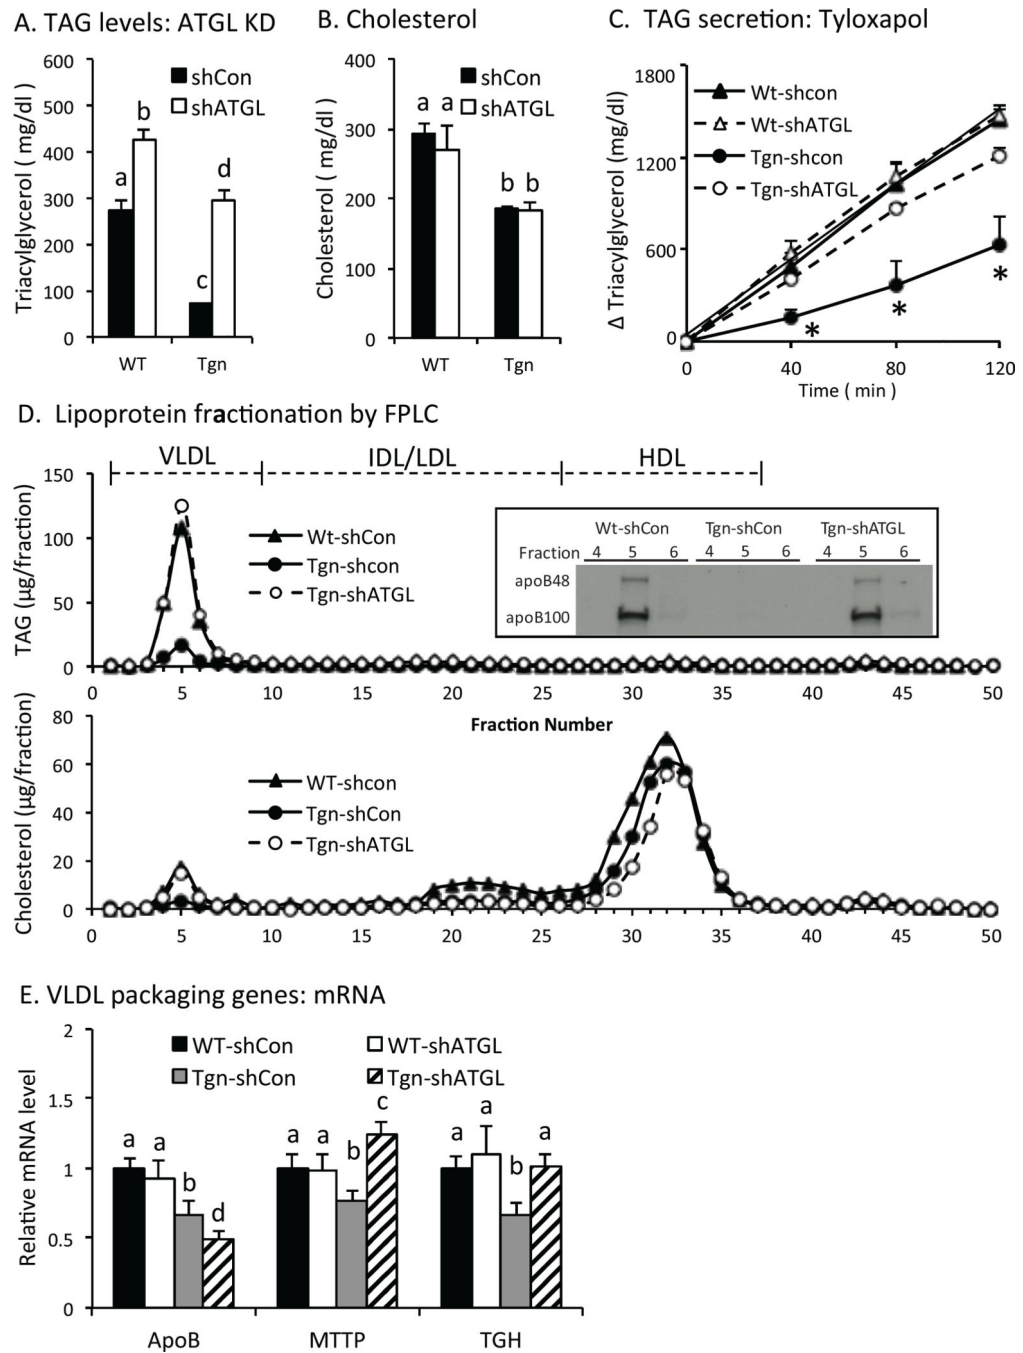 A. TAG levels: ATGL KD
Triacylglycerol ( mg/dl)
600
500
400
300
200
100
0
shCon
shATGL
a
b
c
d
WT
Tgn
B. Cholesterol
Cholesterol ( mg/dl)
400
300
200
100
0
shCon
shATGL
a
a
b
b
WT
Tgn
C. TAG secretion: Tyloxapol
Δ Triacylglycerol (mg/dl)
1800
1200
600
0
Wt-shcon
Wt-shATGL
Tgn-shcon
Tgn-shATGL
*
*
*
0
40
80
120
Time ( min )
D. Lipoprotein fractionation by FPLC
VLDL
IDL/LDL
HDL
TAG (µg/fraction)
150
100
50
0
Wt-shCon
Tgn-shcon
Tgn-shATGL
Wt-shCon Tgn-shCon Tgn-shATGL
Fraction 4 5 6 4 5 6 4 5 6
apoB48
apoB100
0 5 10 15 20 25 30 35 40 45 50
Fraction Number
Cholesterol (µg/fraction)
80
60
40
20
0
WT-shcon
Tgn-shCon
Tgn-shATGL
0 5 10 15 20 25 30 35 40 45 50
E. VLDL packaging genes: mRNA
Relative mRNA level
2
1.5
1
0.5
0
WT-shCon
WT-shATGL
Tgn-shCon
Tgn-shATGL
a
a
b
d
a
a
b
c
a
a
b
a
ApoB
MTTP
TGH